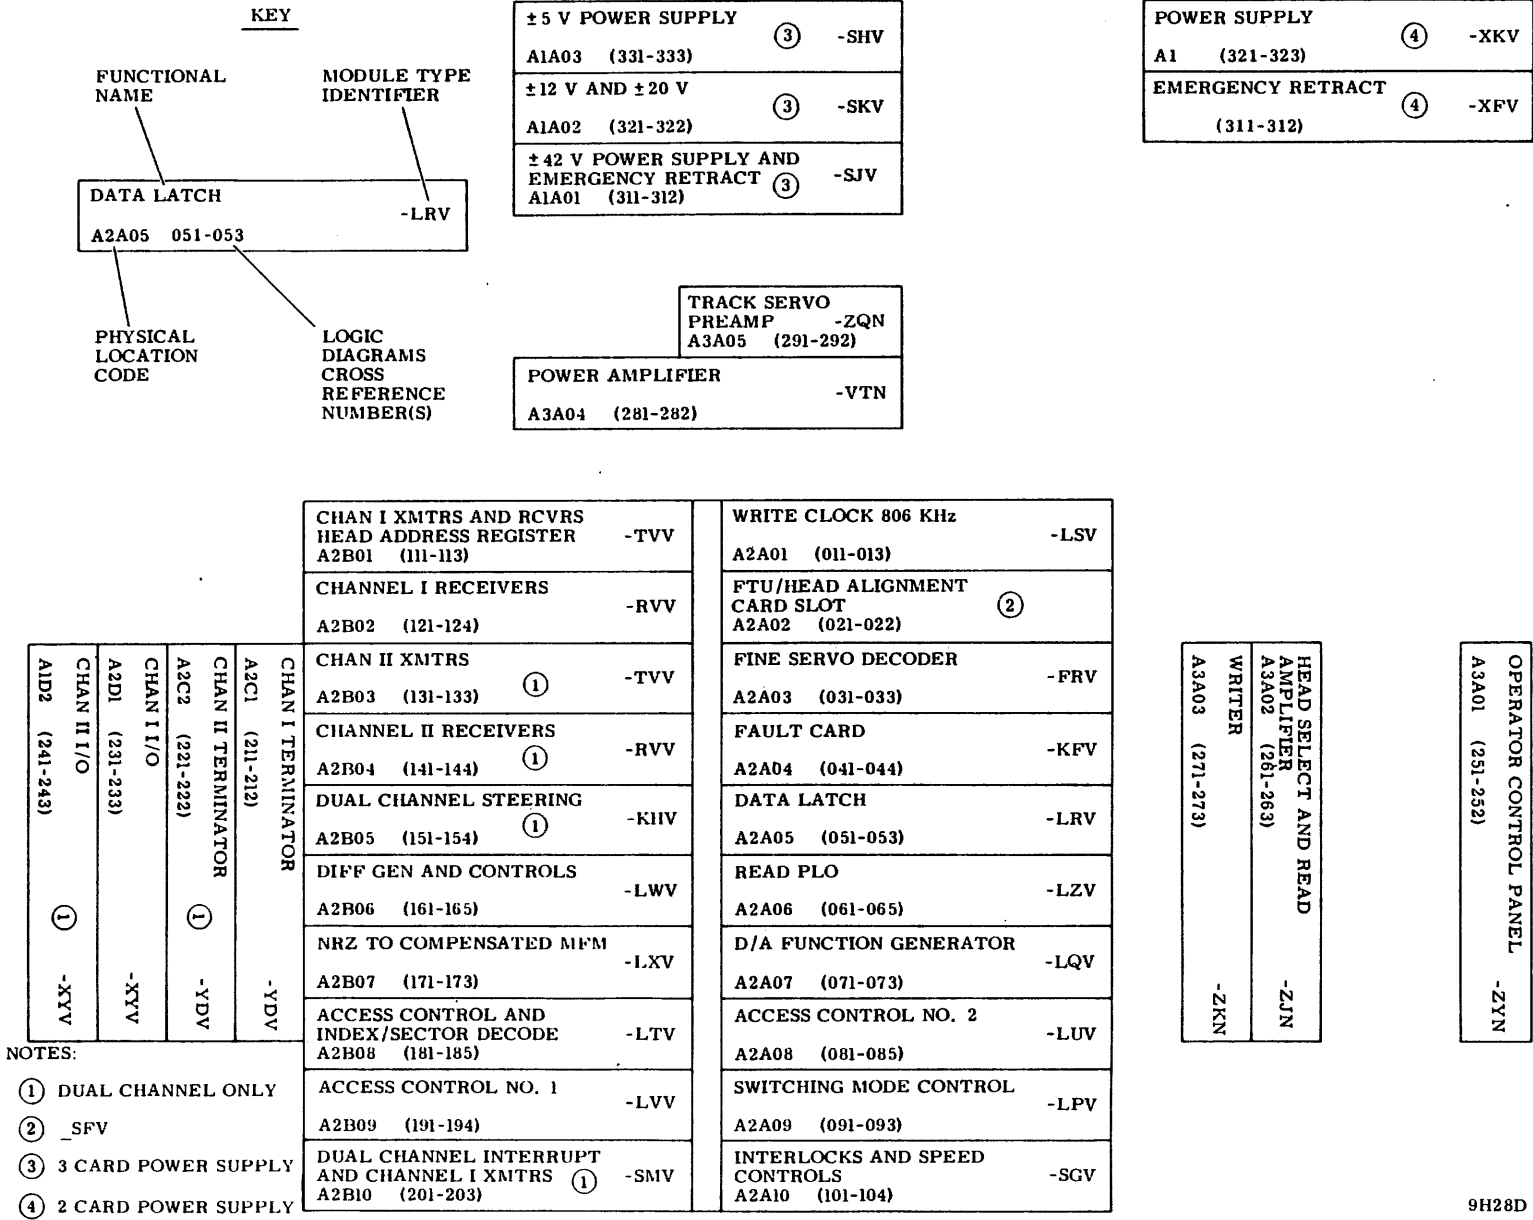 KEY
FUNCTIONAL
NAME
MODULE TYPE
IDENTIFIER
DATA LATCH
-LRV
A2A05 051-053
PHYSICAL
LOCATION
CODE
LOGIC
DIAGRAMS
CROSS
REFERENCE
NUMBER(S)
±5 V POWER SUPPLY
3 -SHV
A1A03 (331-333)
±12 V AND ±20 V
3 -SKV
A1A02 (321-322)
±42 V POWER SUPPLY AND
EMERGENCY RETRACT 3 -SJV
A1A01 (311-312)
POWER SUPPLY
4 -XKV
A1 (321-323)
EMERGENCY RETRACT
4 -XFV
(311-312)
TRACK SERVO
PREAMP -ZQN
A3A05 (291-292)
POWER AMPLIFIER
-VTN
A3A04 (281-282)
CHAN I XMTRS AND RCVRS
HEAD ADDRESS REGISTER -TVV
A2B01 (111-113)
CHANNEL I RECEIVERS
-RVV
A2B02 (121-124)
CHAN II XMTRS
1 -TVV
A2B03 (131-133)
CHANNEL II RECEIVERS
1 -RVV
A2B04 (141-144)
DUAL CHANNEL STEERING
1 -KHV
A2B05 (151-154)
DIFF GEN AND CONTROLS
-LWV
A2B06 (161-165)
NRZ TO COMPENSATED MFM
-LXV
A2B07 (171-173)
ACCESS CONTROL AND
INDEX/SECTOR DECODE -LTV
A2B08 (181-185)
ACCESS CONTROL NO. 1
-LVV
A2B09 (191-194)
DUAL CHANNEL INTERRUPT
AND CHANNEL I XMTRS 1 -SMV
A2B10 (201-203)
WRITE CLOCK 806 KHz
-LSV
A2A01 (011-013)
FTU/HEAD ALIGNMENT
CARD SLOT 2
A2A02 (021-022)
FINE SERVO DECODER
-FRV
A2A03 (031-033)
FAULT CARD
-KFV
A2A04 (041-044)
DATA LATCH
-LRV
A2A05 (051-053)
READ PLO
-LZV
A2A06 (061-065)
D/A FUNCTION GENERATOR
-LQV
A2A07 (071-073)
ACCESS CONTROL NO. 2
-LUV
A2A08 (081-085)
SWITCHING MODE CONTROL
-LPV
A2A09 (091-093)
INTERLOCKS AND SPEED
CONTROLS -SGV
A2A10 (101-104)
CHAN II I/O
A1D2 (241-243) 1 -XYV
CHAN I I/O
A2D1 (231-233) -XYV
CHAN II TERMINATOR
A2C2 (221-222) 1 -YDV
CHAN I TERMINATOR
A2C1 (211-212) -YDV
WRITER
A3A03 (271-273) -ZKN
HEAD SELECT AND READ
AMPLIFIER -ZJN
A3A02 (261-263)
OPERATOR CONTROL PANEL
A3A01 (251-252) -ZYN
NOTES:
1 DUAL CHANNEL ONLY
2 _SFV
3 3 CARD POWER SUPPLY
4 2 CARD POWER SUPPLY
9H28D